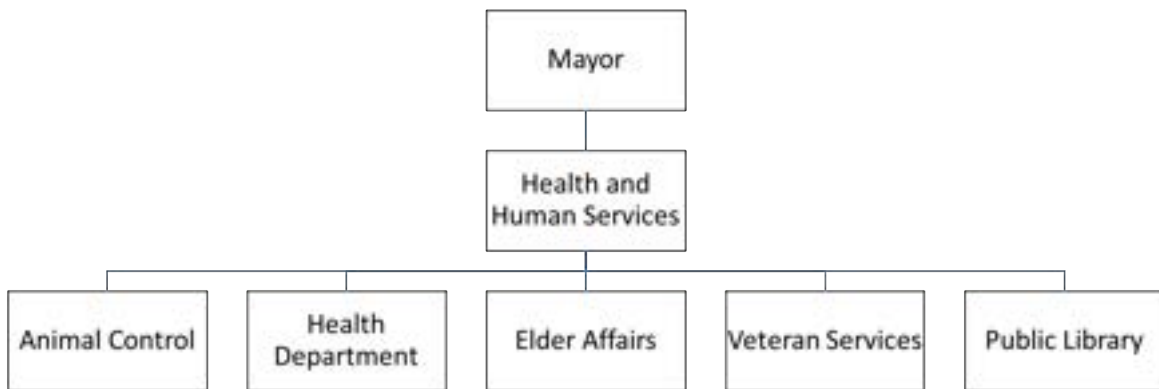 Mayor
Health and
Human Services
Animal Control
Health
Department
Elder Affairs
Veteran Services
Public Library